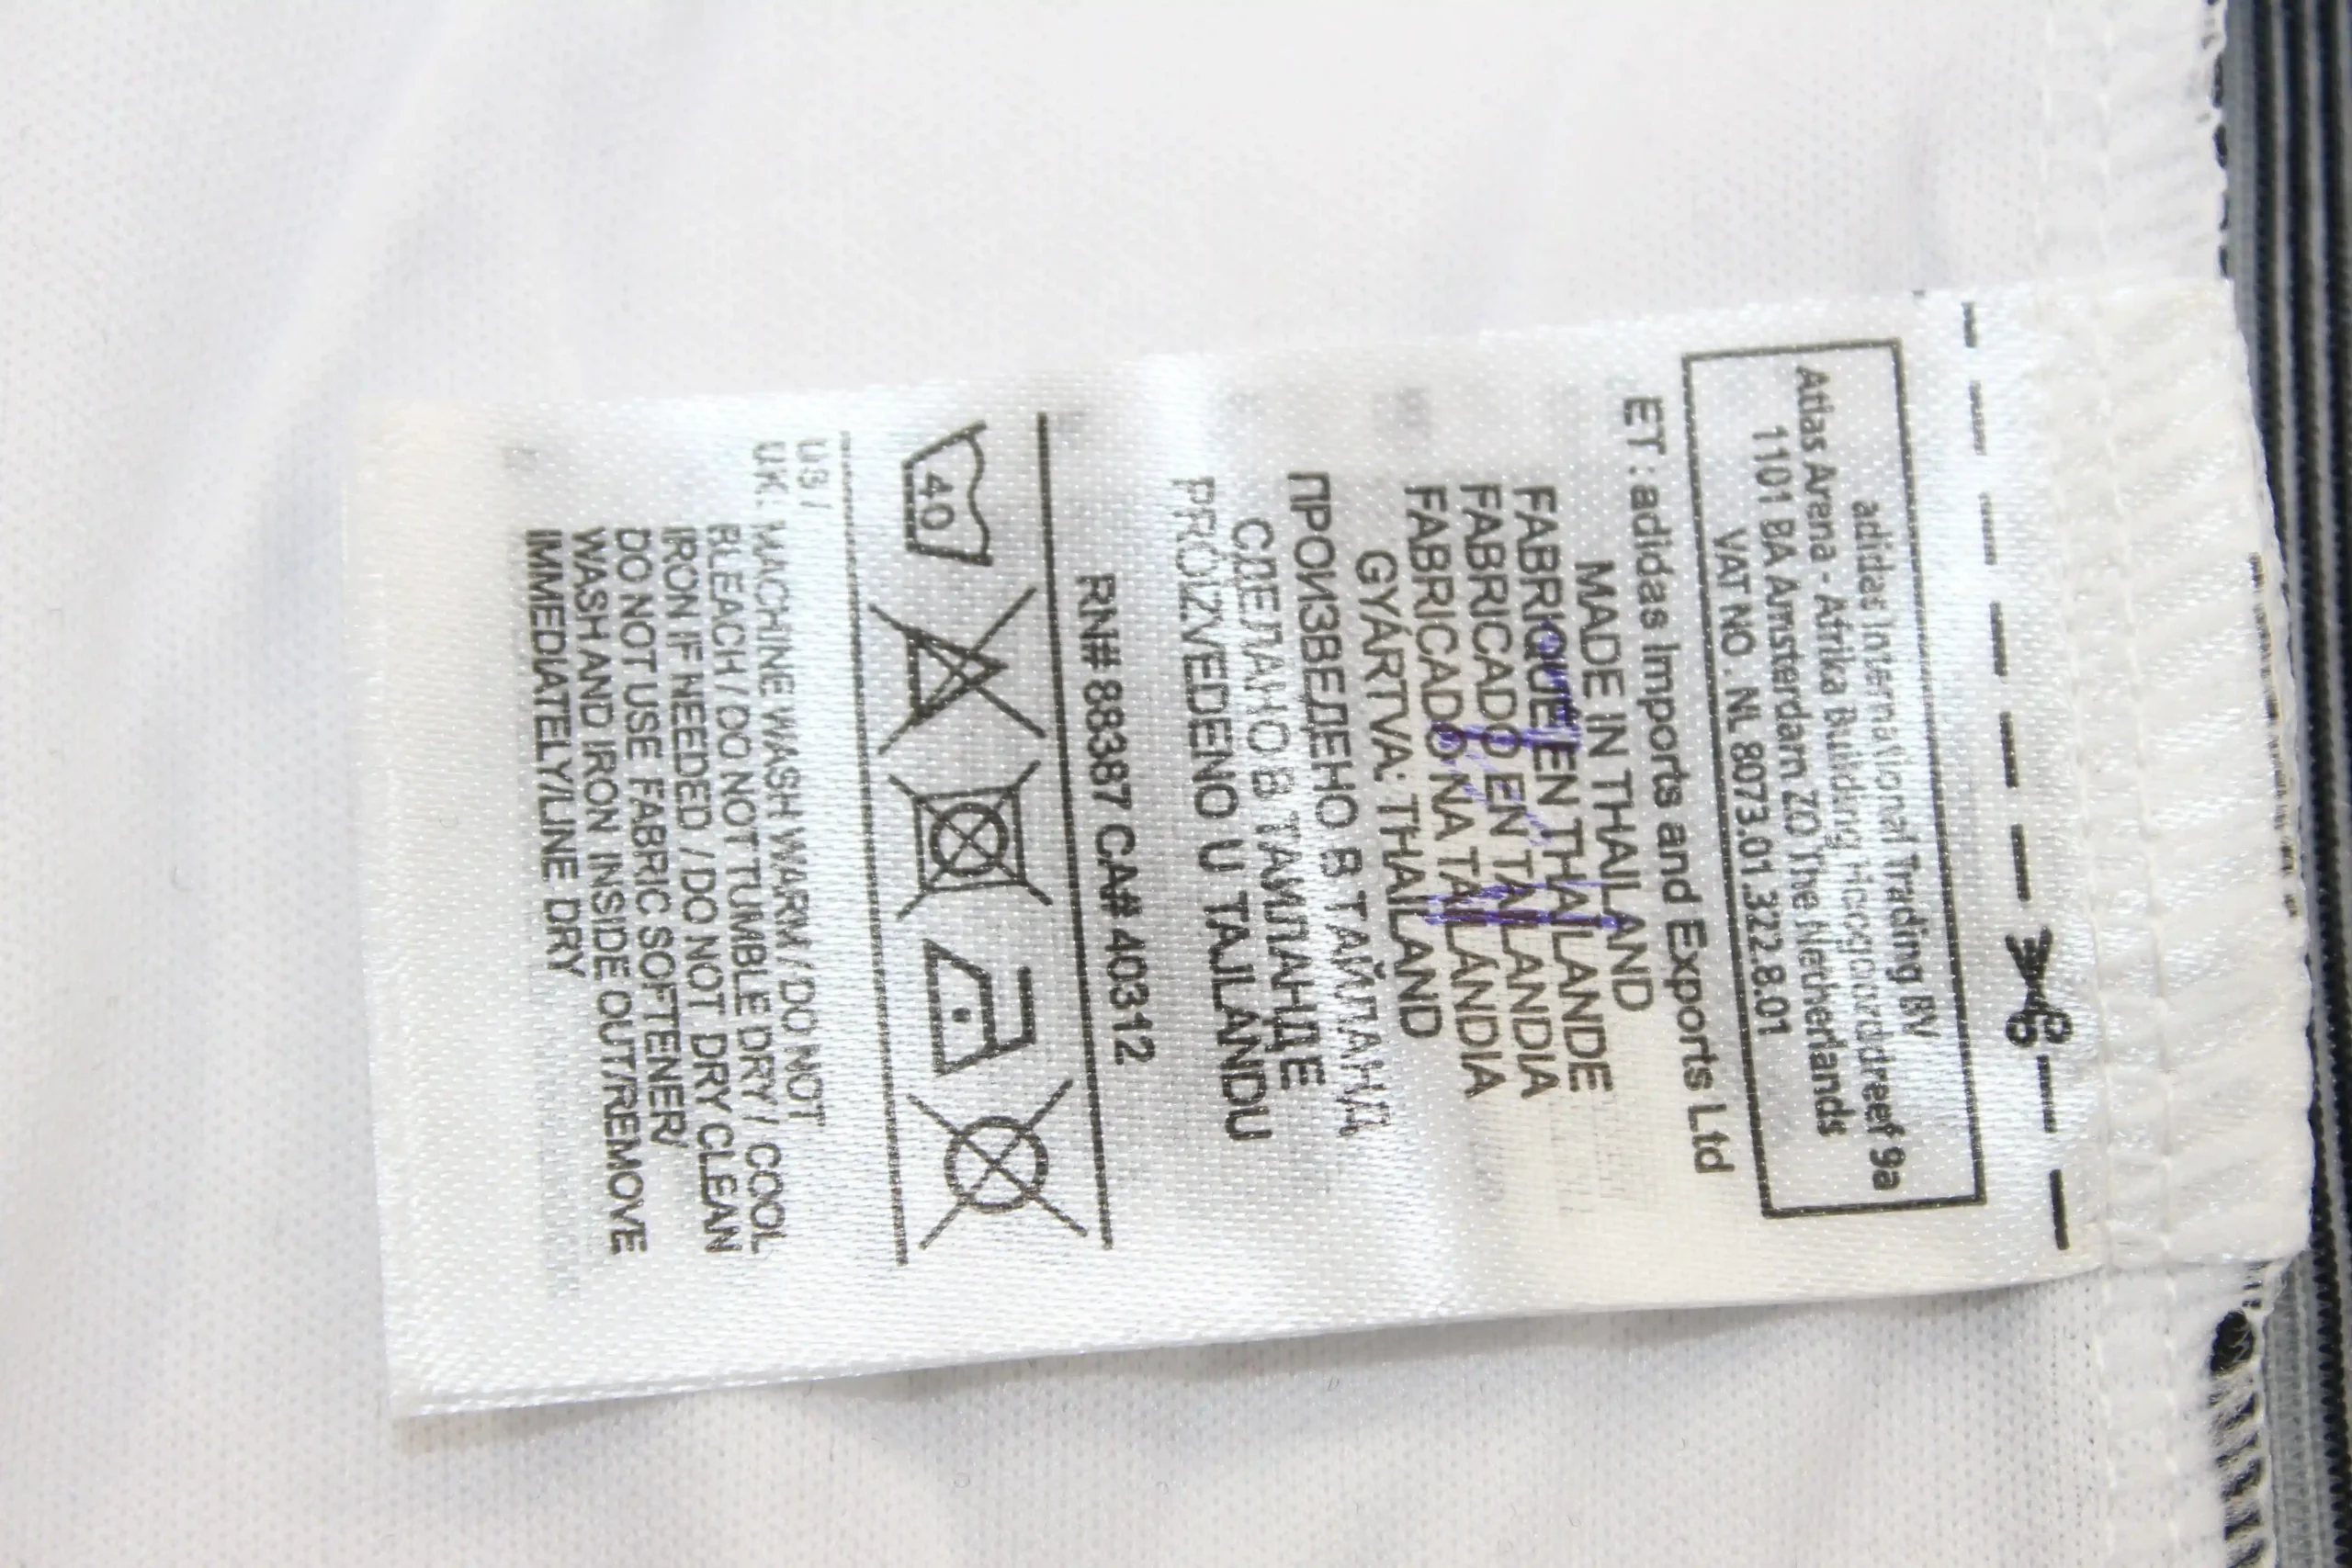 adidas International Trading BV
Atlas Arena - Afrika Building Hoogoorddreef 9a
1101 BA Amsterdam ZO The Netherlands
VAT NO. NL 8073.01.322.8.01
ET : adidas Imports and Exports Ltd
MADE IN THAILAND
FABRIQUE EN THAILANDE
FABRICADO EN TAILANDIA
FABRICADO NA TAILÁNDIA
GYÁRTVA: THAILAND
ПРОИЗВЕДЕНО В ТАЙЛАНД
СДЕЛАНО В ТАИЛАНДЕ
PROIZVEDENO U TAJLANDU
RN# 88387 CA# 40312
40
US /
UK. MACHINE WASH WARM / DO NOT
BLEACH / DO NOT TUMBLE DRY / COOL
IRON IF NEEDED / DO NOT DRY CLEAN
DO NOT USE FABRIC SOFTENER/
WASH AND IRON INSIDE OUT/REMOVE
IMMEDIATELY/LINE DRY